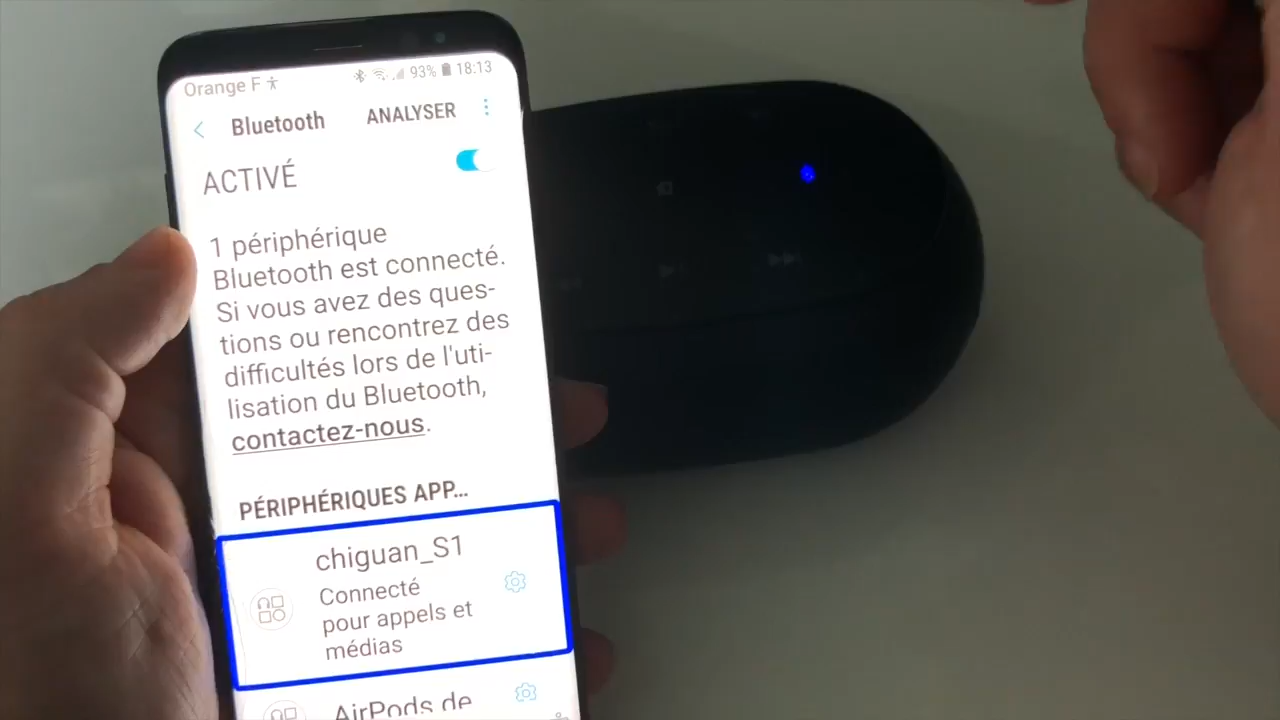 Orange F 93% 18:13
Bluetooth ANALYSER
ACTIVÉ
1 périphérique
Bluetooth est connecté.
Si vous avez des ques-
tions ou rencontrez des
difficultés lors de l'uti-
lisation du Bluetooth,
contactez-nous.
PÉRIPHÉRIQUES APP...
chiguan_S1
Connecté
pour appels et
médias
AirPods de